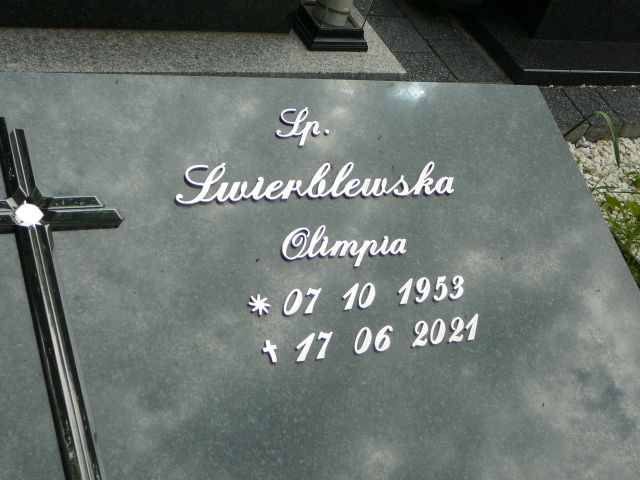 Śp.
Świerblewska
Olimpia
* 07 10 1953
✝ 17 06 2021